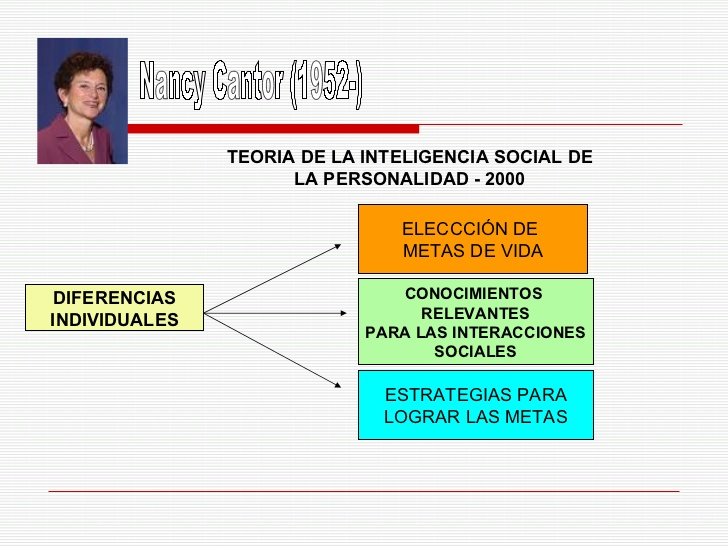 Nancy Cantor (1952-)
TEORIA DE LA INTELIGENCIA SOCIAL DE
LA PERSONALIDAD - 2000
ELECCCIÓN DE
METAS DE VIDA
DIFERENCIAS
INDIVIDUALES
CONOCIMIENTOS
RELEVANTES
PARA LAS INTERACCIONES
SOCIALES
ESTRATEGIAS PARA
LOGRAR LAS METAS